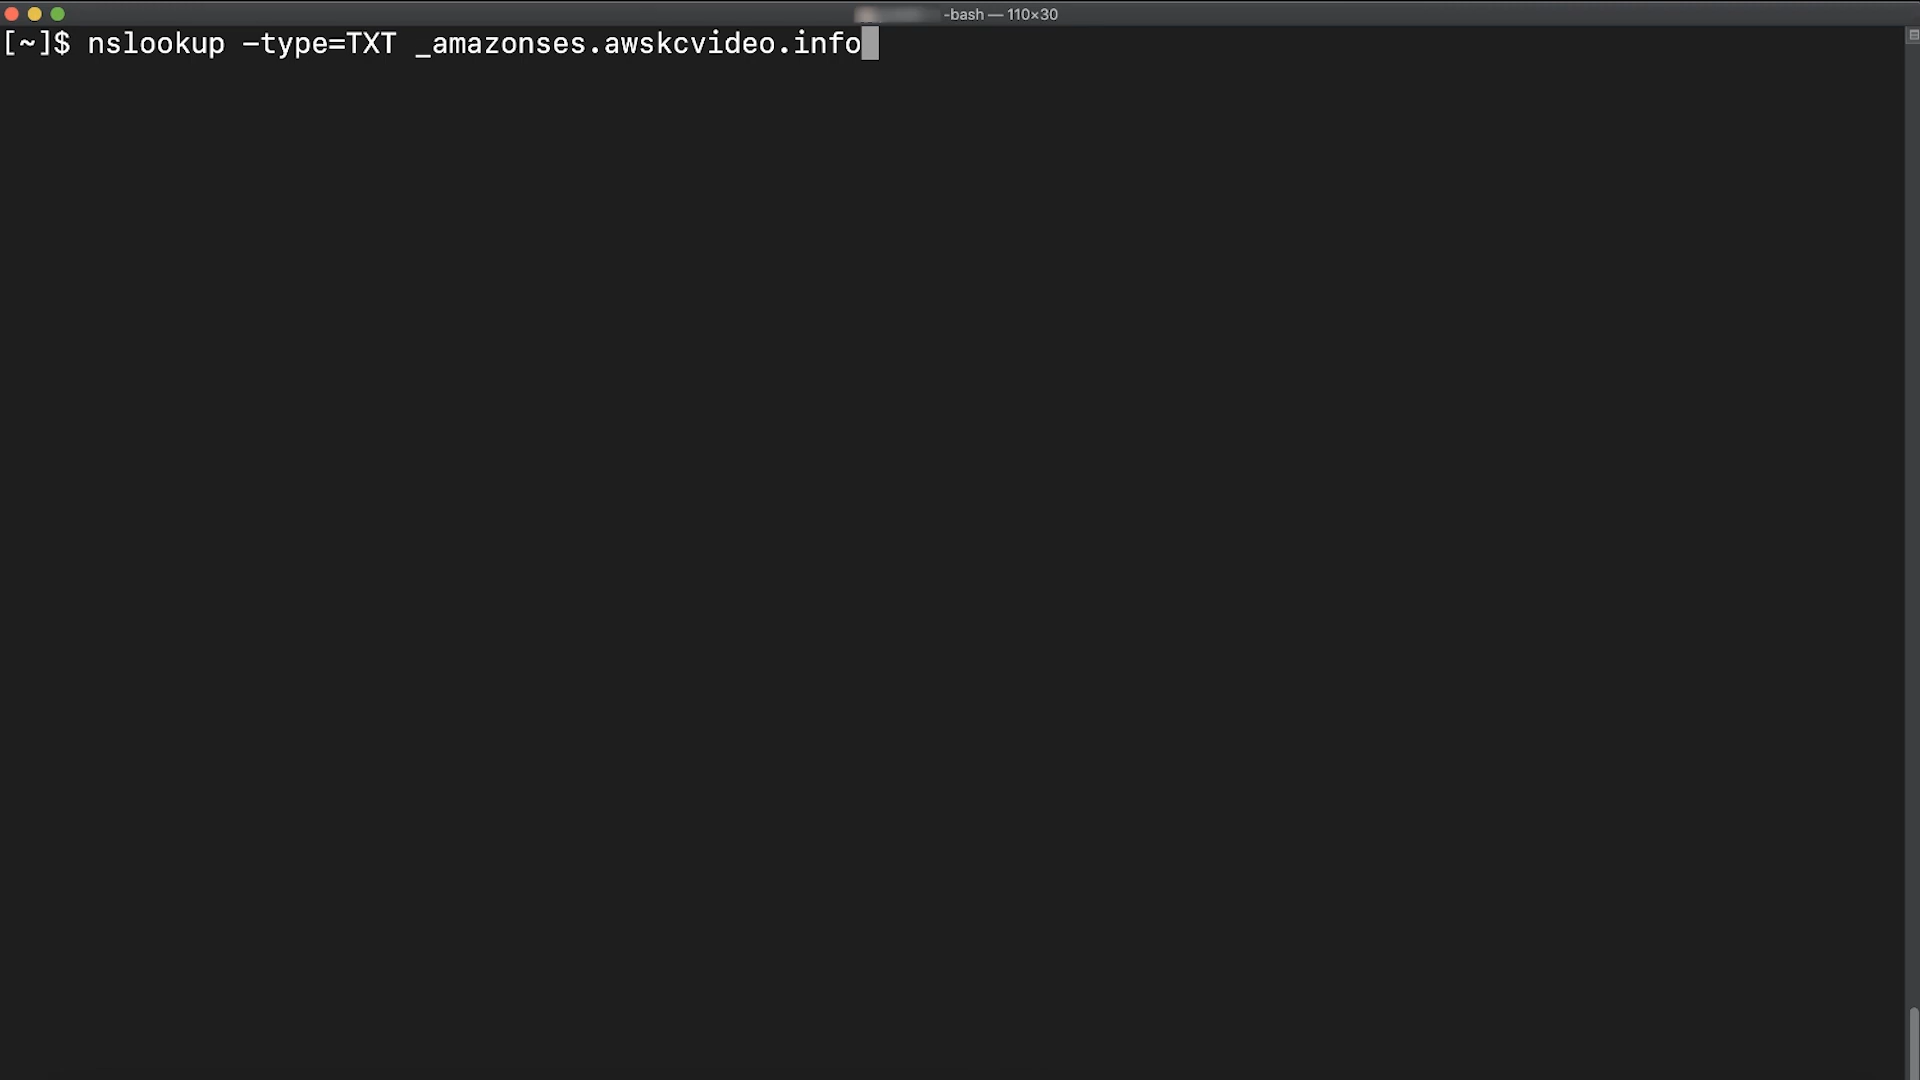 -bash — 110×30
[~]$ nslookup -type=TXT _amazonses.awskcvideo.info